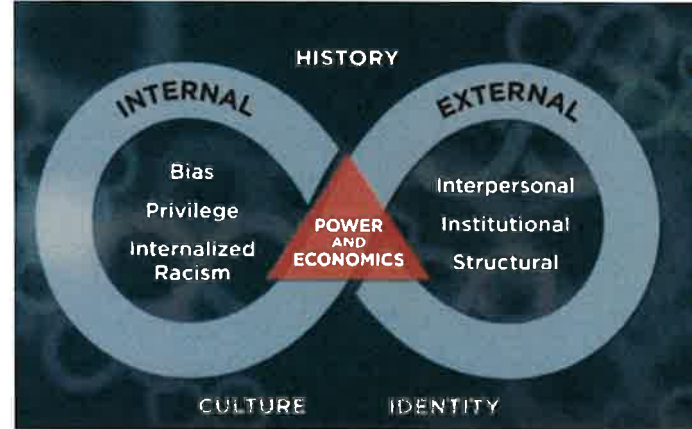 HISTORY
INTERNAL
EXTERNAL
Bias
Privilege
Internalized
Racism
POWER
AND
ECONOMICS
Interpersonal
Institutional
Structural
CULTURE
IDENTITY